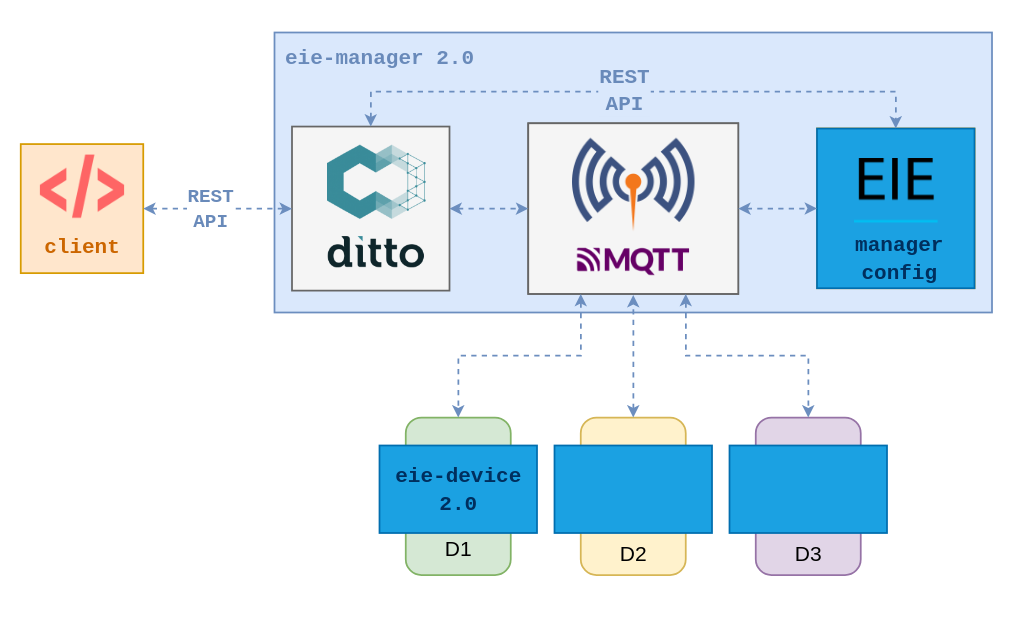 eie-manager 2.0
REST
API
REST
API
client
ditto
MQTT
EIE
manager
config
eie-device
2.0
D1
D2
D3